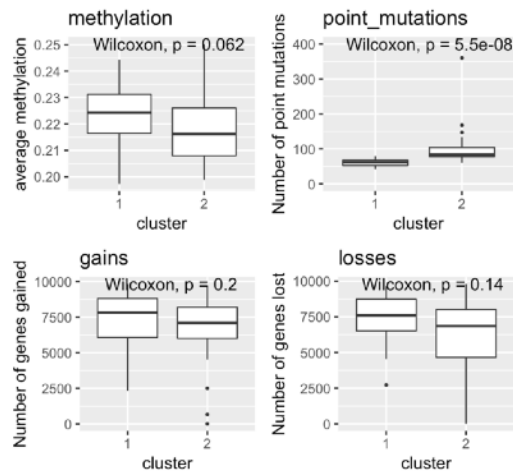 methylation
Wilcoxon, p = 0.062
average methylation
0.25
0.24
0.23
0.22
0.21
0.20
1
2
cluster
point_mutations
Wilcoxon, p = 5.5e-08
Number of point mutations
400
300
200
100
0
1
2
cluster
gains
Wilcoxon, p = 0.2
Number of genes gained
10000
7500
5000
2500
0
1
2
cluster
losses
Wilcoxon, p = 0.14
Number of genes lost
10000
7500
5000
2500
0
1
2
cluster